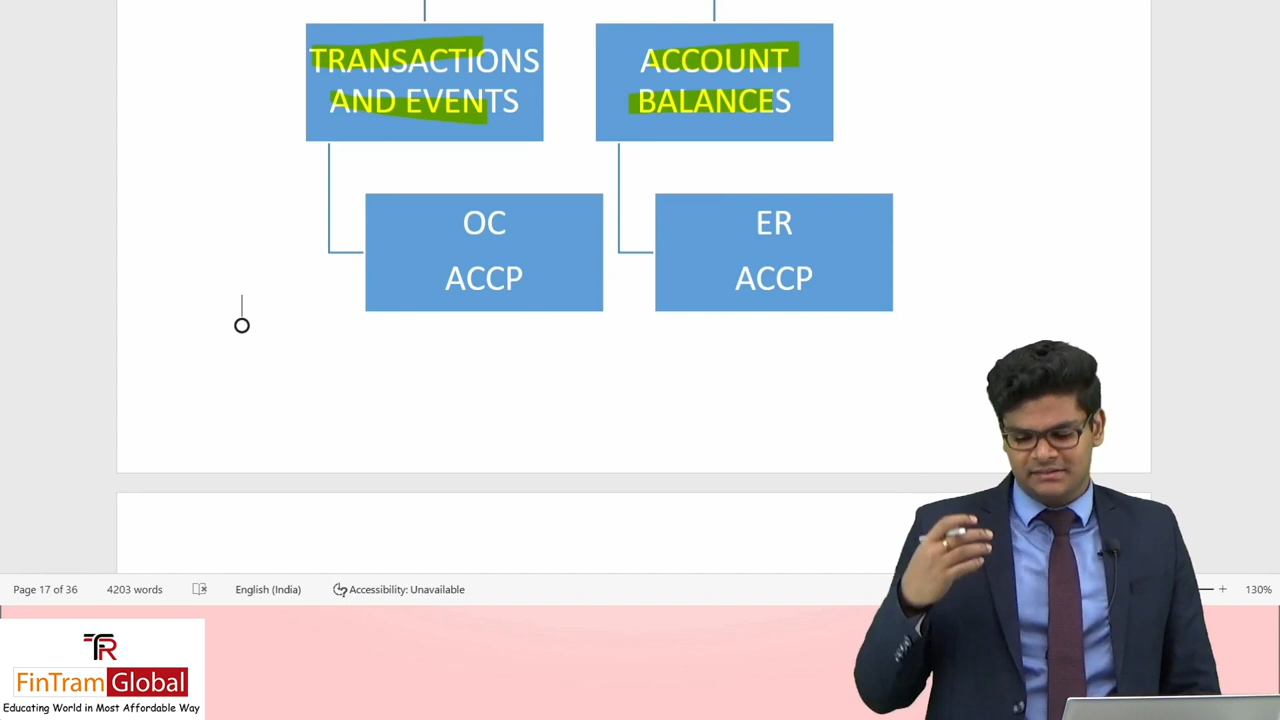 TRANSACTIONS
AND EVENTS
ACCOUNT
BALANCES
OC
ACCP
ER
ACCP
Page 17 of 36
4203 words
English (India)
Accessibility: Unavailable
130%
TR
FinTram Global
Educating World in Most Affordable Way